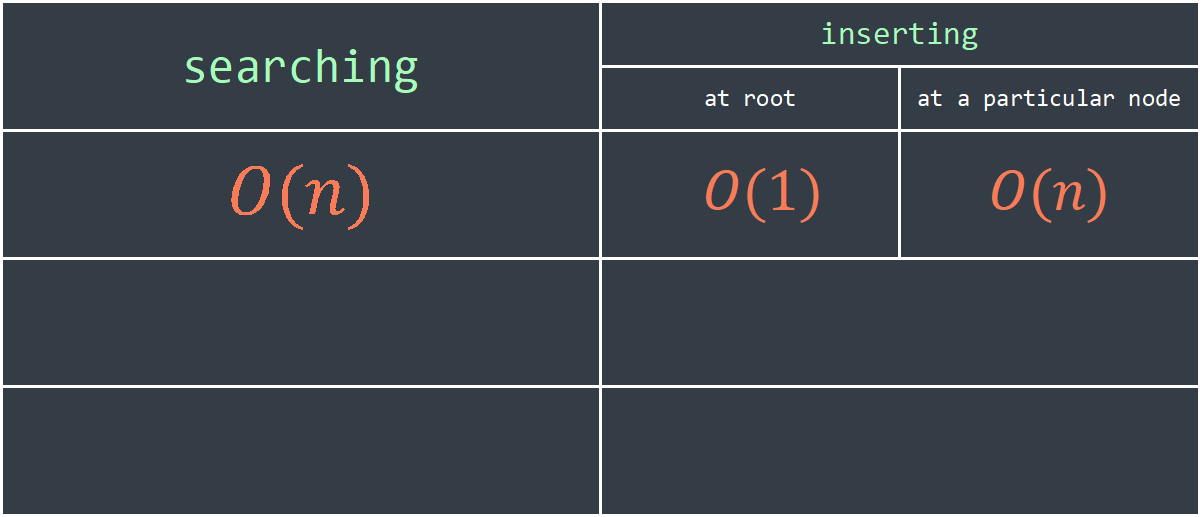 searching
inserting
at root
at a particular node
O(n)
O(1)
O(n)